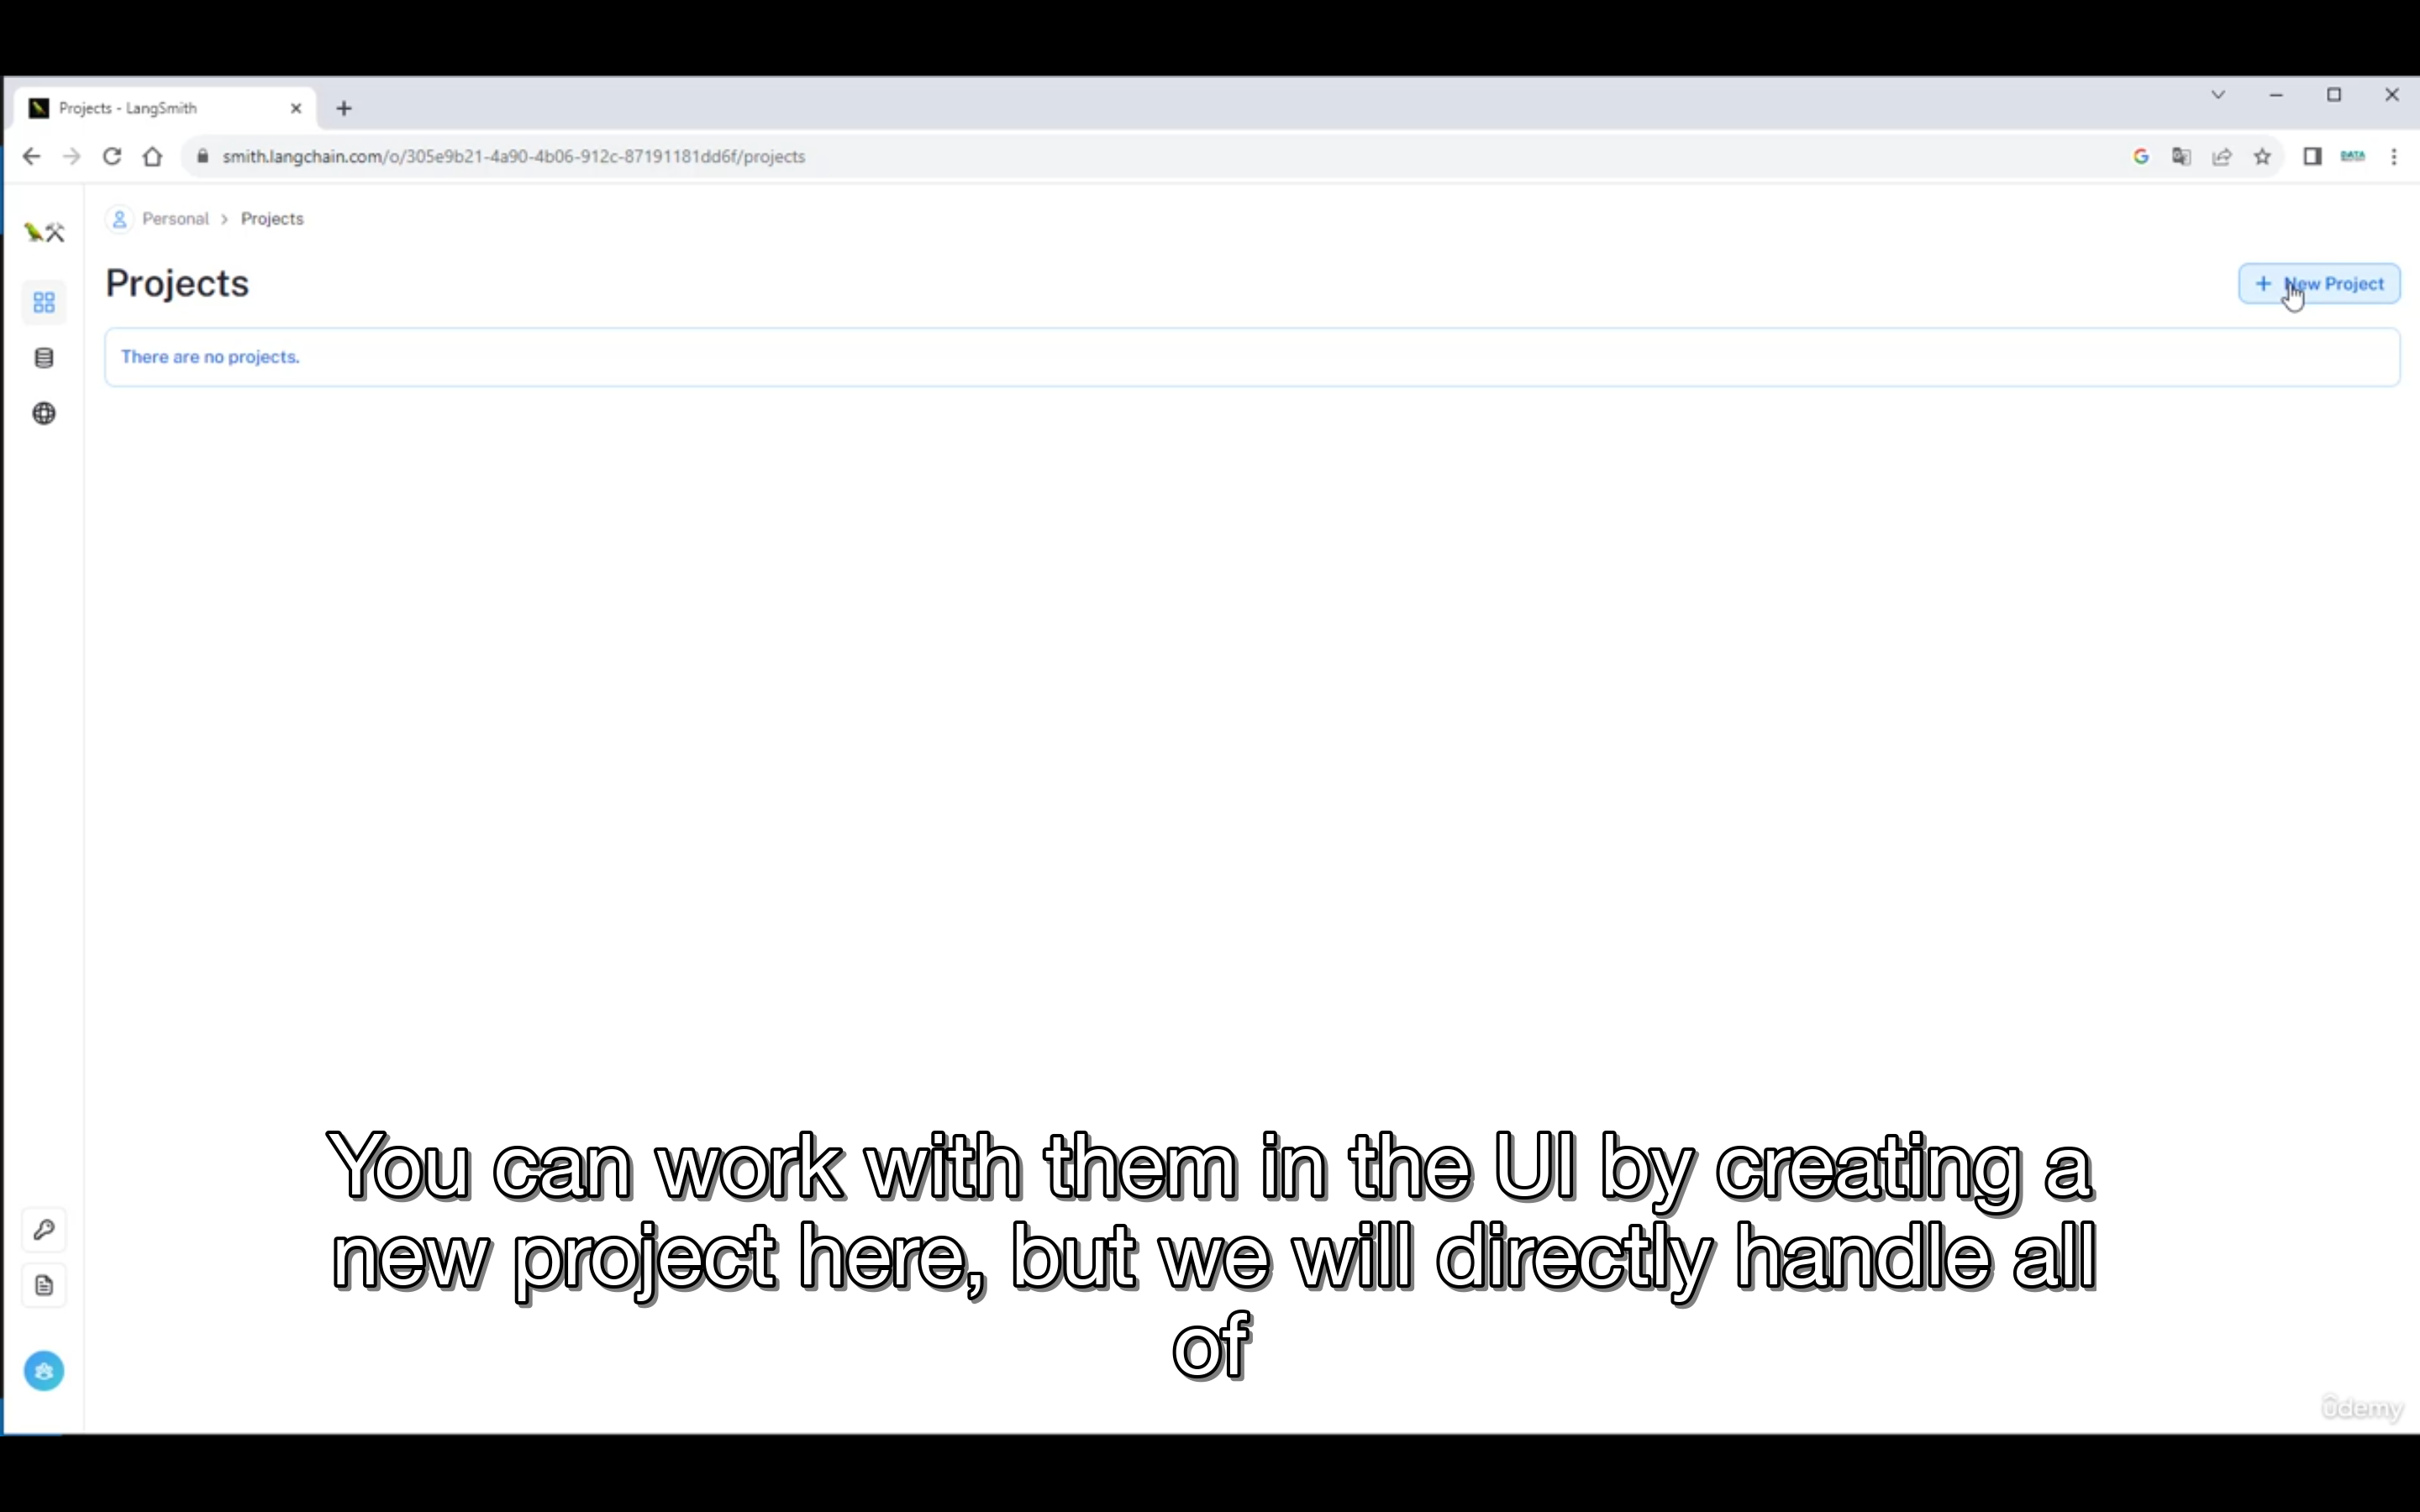 Projects - LangSmith
smith.langchain.com/o/305e9b21-4a90-4b06-912c-87191181dd6f/projects
DATA
Personal > Projects
Projects
+ New Project
There are no projects.
You can work with them in the UI by creating a
new project here, but we will directly handle all
of
ûdemy